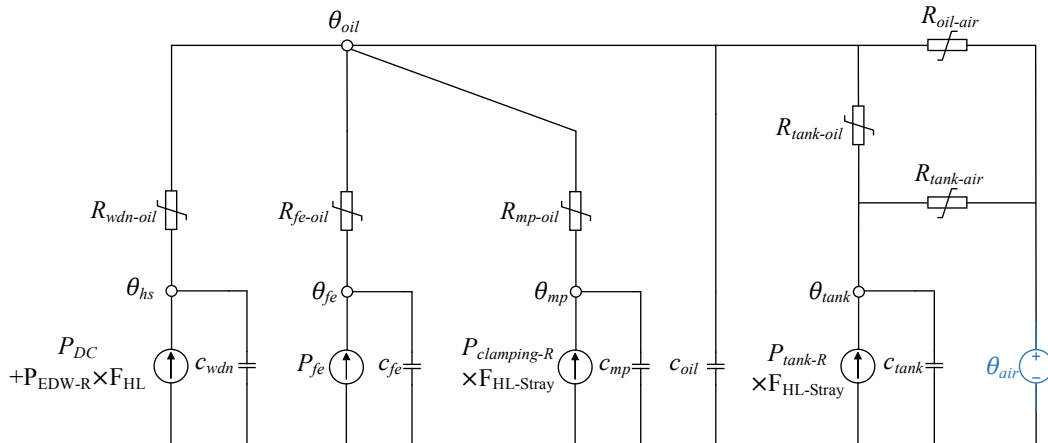 θoil
Roil-air
Rtank-oil
Rtank-air
Rwdn-oil
Rfe-oil
Rmp-oil
θhs
θfe
θmp
θtank
PDC
+PEDW-R×FHL
cwdn
Pfe
cfe
Pclamping-R
×FHL-Stray
cmp
coil
Ptank-R
×FHL-Stray
ctank
θair
+
−